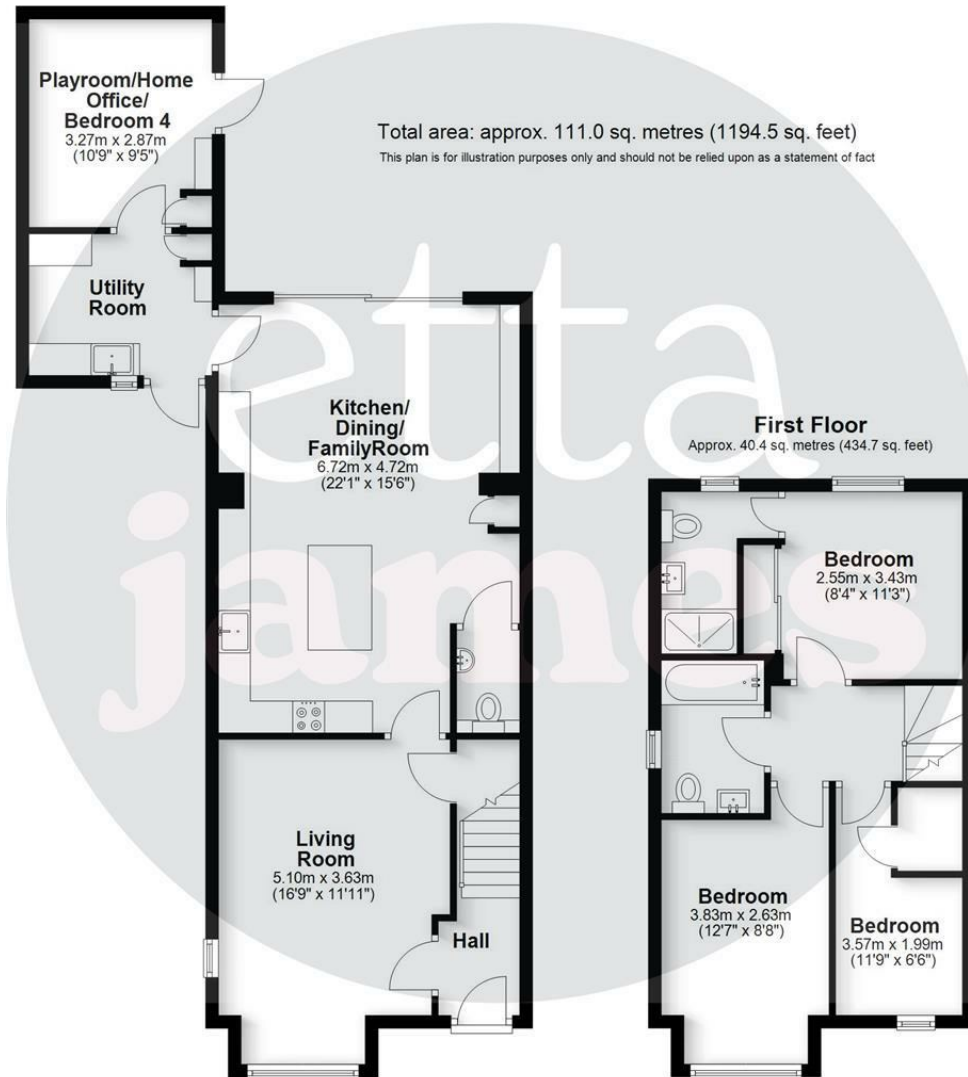 Playroom/Home
Office/
Bedroom 4
3.27m x 2.87m
(10'9" x 9'5")
Total area: approx. 111.0 sq. metres (1194.5 sq. feet)
This plan is for illustration purposes only and should not be relied upon as a statement of fact
Utility
Room
etta
james
Kitchen/
Dining/
FamilyRoom
6.72m x 4.72m
(22'1" x 15'6")
First Floor
Approx. 40.4 sq. metres (434.7 sq. feet)
Bedroom
2.55m x 3.43m
(8'4" x 11'3")
Living
Room
5.10m x 3.63m
(16'9" x 11'11")
Hall
Bedroom
3.83m x 2.63m
(12'7" x 8'8")
Bedroom
3.57m x 1.99m
(11'9" x 6'6")